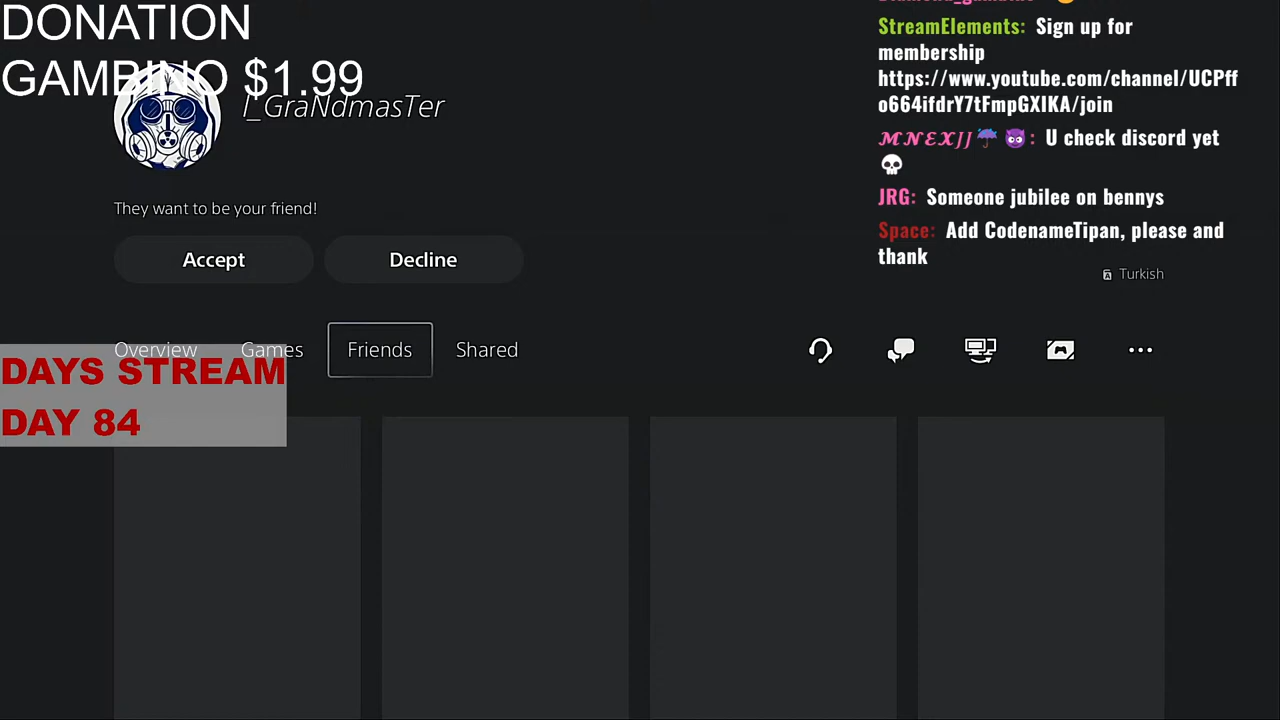 DONATION
GAMBINO $1.99
I_GraNdmasTer
They want to be your friend!
Accept
Decline
StreamElements: Sign up for
membership
https://www.youtube.com/channel/UCPff
o664ifdrY7tFmpGXIKA/join
𝓜𝓝𝓔𝓧𝓙𝓙☂️ 😈 : U check discord yet
💀
JRG: Someone jubilee on bennys
Space: Add CodenameTipan, please and
thank
Turkish
Overview
Games
Friends
Shared
DAYS STREAM
DAY 84